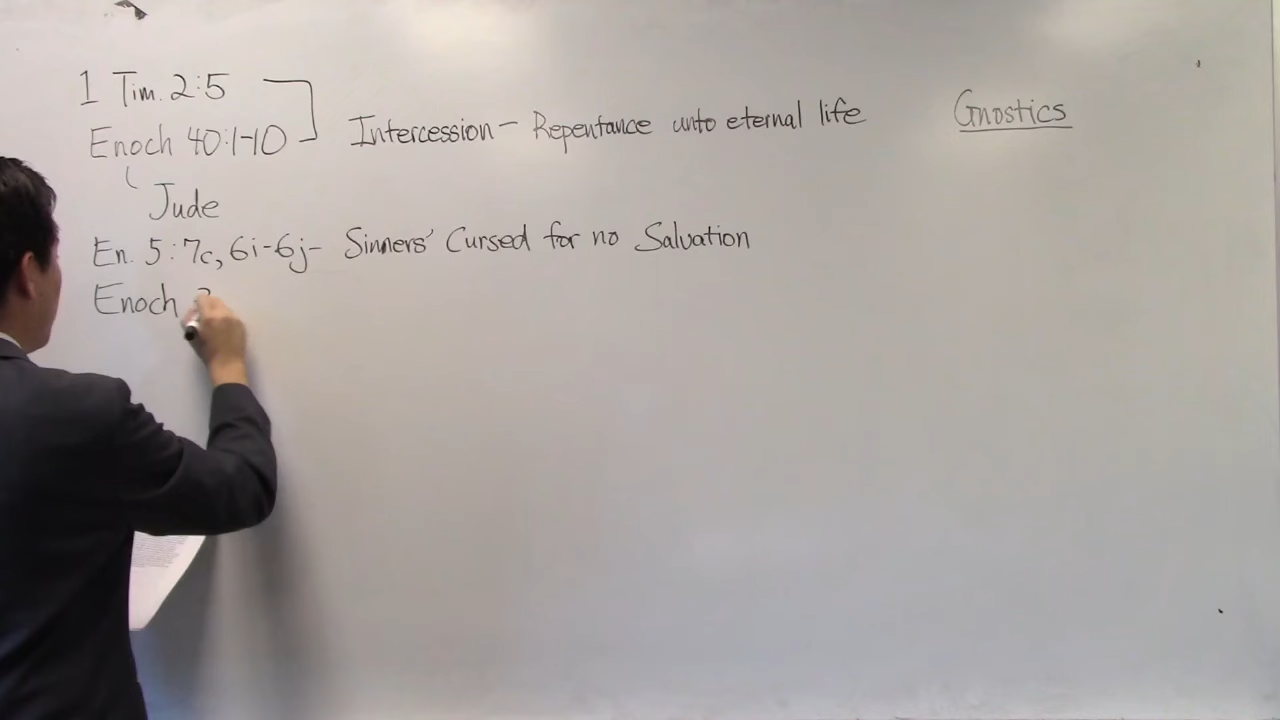 1 Tim. 2:5
Enoch 40:1-10
Intercession - Repentance unto eternal life
Gnostics
Jude
En. 5:7c, 6i-6j- Sinners' Cursed for no Salvation
Enoch